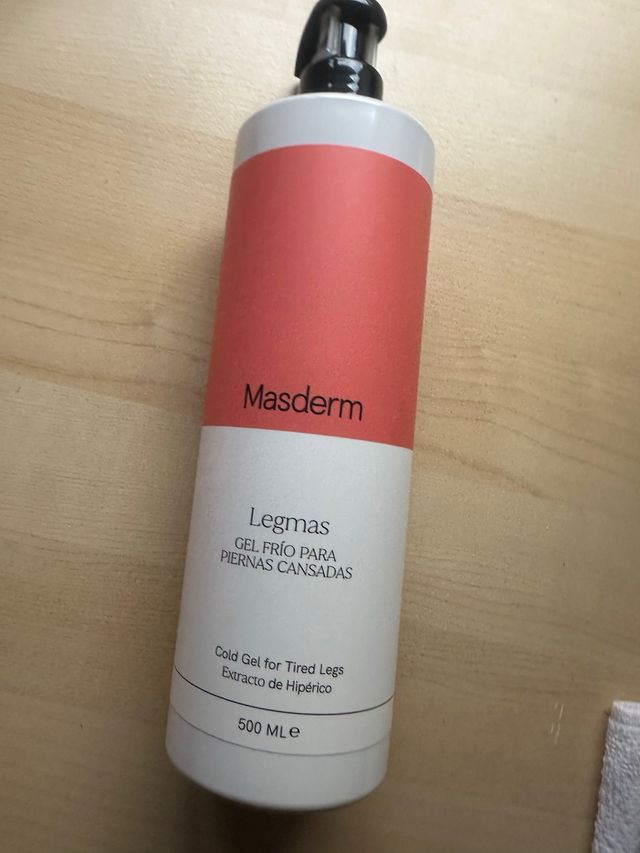 Masderm
Legmas
GEL FRÍO PARA
PIERNAS CANSADAS
Cold Gel for Tired Legs
Extracto de Hipérico
500 ML e